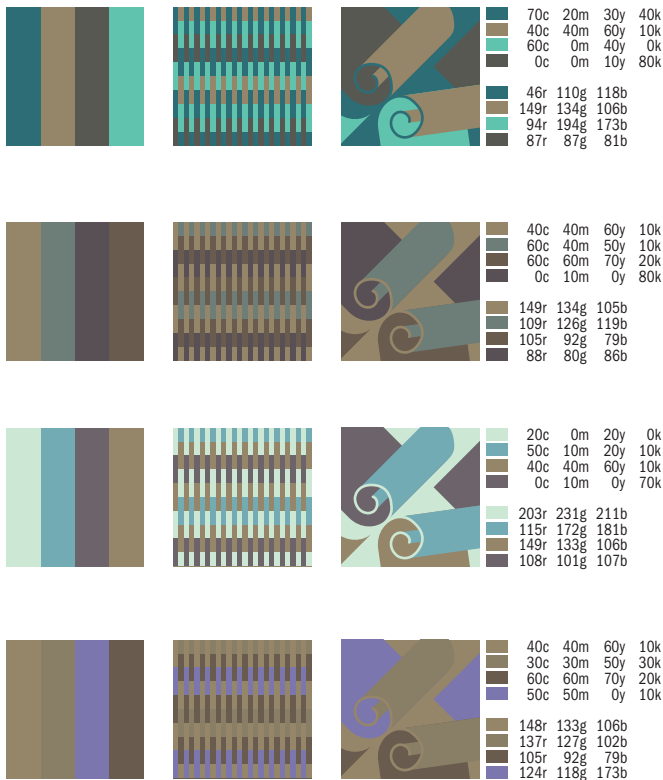 70c 20m 30y 40k
40c 40m 60y 10k
60c 0m 40y 0k
0c 0m 10y 80k
46r 110g 118b
149r 134g 106b
94r 194g 173b
87r 87g 81b
40c 40m 60y 10k
60c 40m 50y 10k
60c 60m 70y 20k
0c 10m 0y 80k
149r 134g 105b
109r 126g 119b
105r 92g 79b
88r 80g 86b
20c 0m 20y 0k
50c 10m 20y 10k
40c 40m 60y 10k
0c 10m 0y 70k
203r 231g 211b
115r 172g 181b
149r 133g 106b
108r 101g 107b
40c 40m 60y 10k
30c 30m 50y 30k
60c 60m 70y 20k
50c 50m 0y 10k
148r 133g 106b
137r 127g 102b
105r 92g 79b
124r 118g 173b